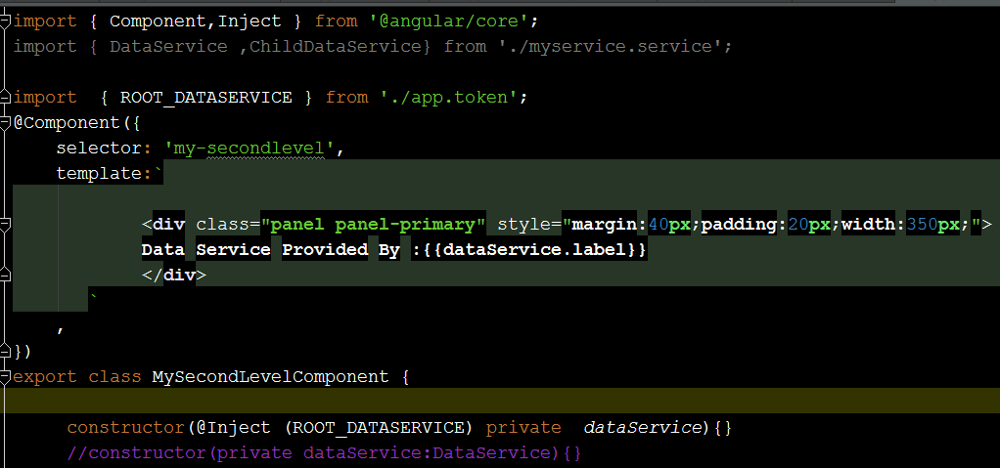 import { Component,Inject } from '@angular/core';
import { DataService ,ChildDataService} from './myservice.service';
import  { ROOT_DATASERVICE } from './app.token';
@Component({
selector: 'my-secondlevel',
template:`
<div class="panel panel-primary" style="margin:40px;padding:20px;width:350px;">
Data Service Provided By :{{dataService.label}}
</div>
`
,
})
export class MySecondLevelComponent {
constructor(@Inject (ROOT_DATASERVICE) private  dataService){}
//constructor(private dataService:DataService){}